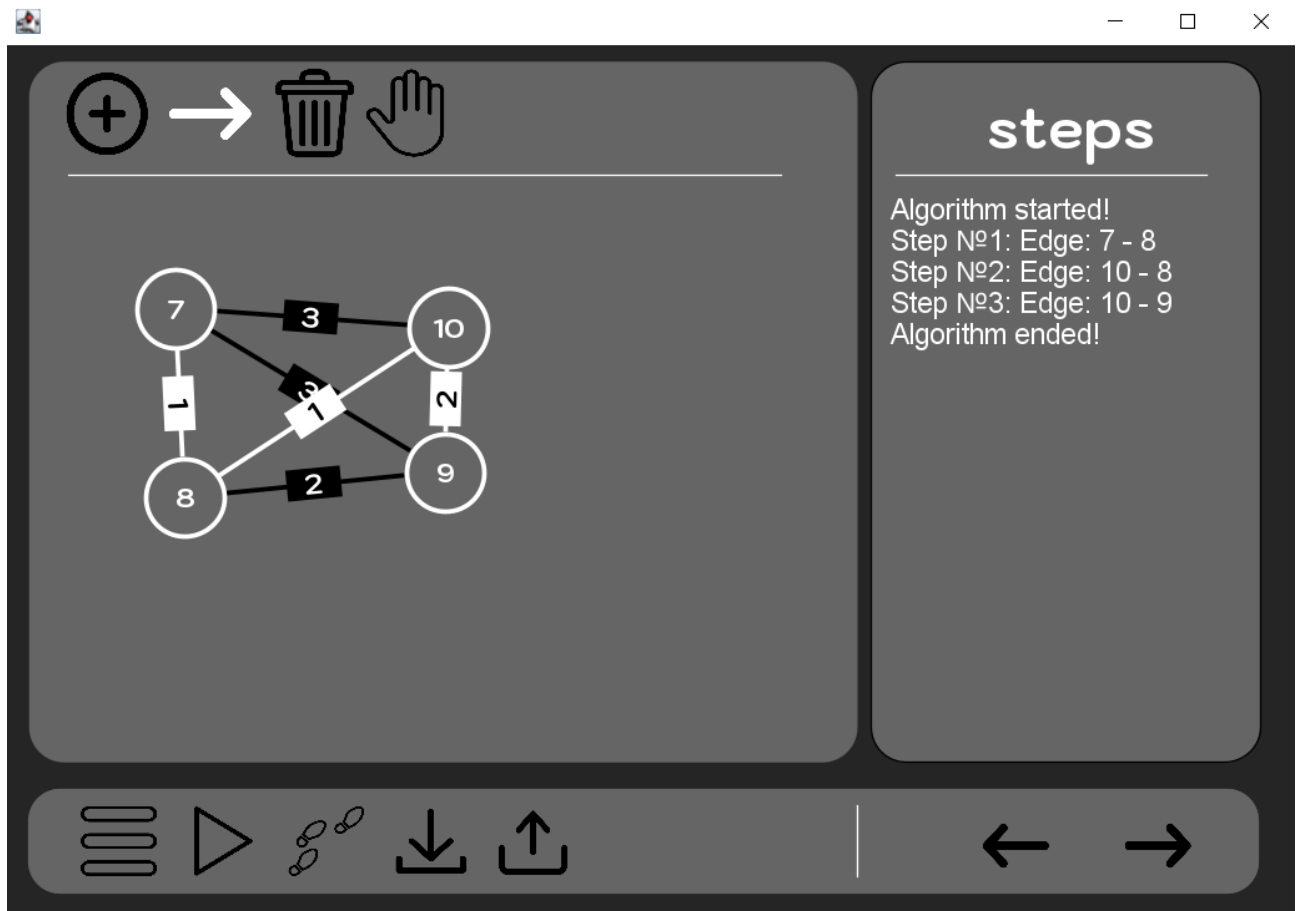 steps
Algorithm started!
Step №1: Edge: 7 - 8
Step №2: Edge: 10 - 8
Step №3: Edge: 10 - 9
Algorithm ended!
7
3
10
3
1
1
2
8
2
9